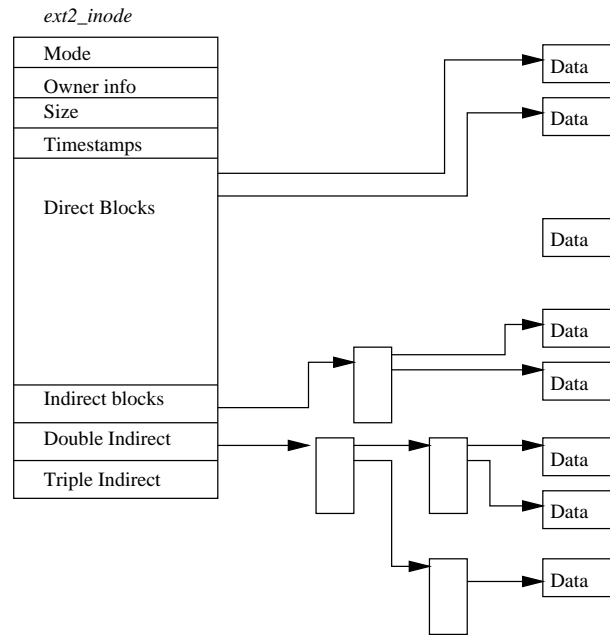 ext2_inode
Mode
Owner info
Size
Timestamps
Direct Blocks
Indirect blocks
Double Indirect
Triple Indirect
Data
Data
Data
Data
Data
Data
Data
Data